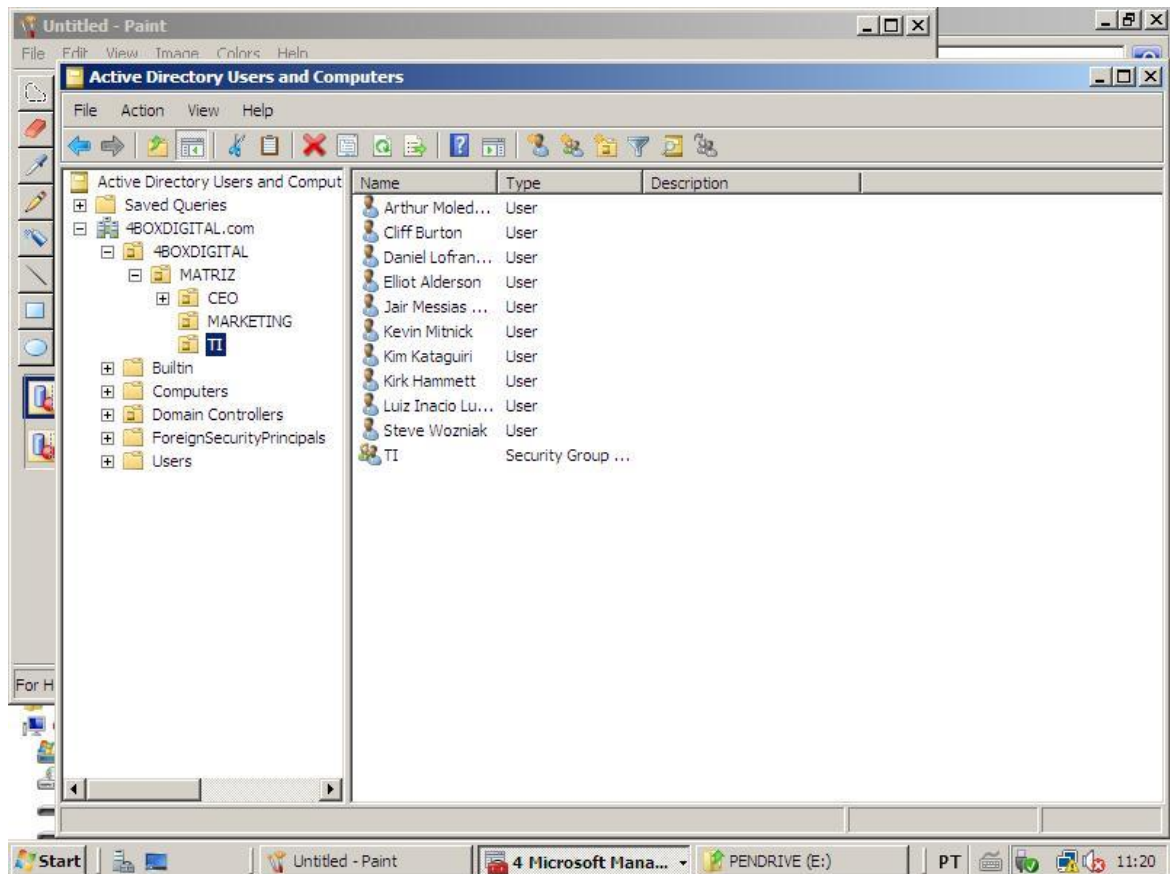 Untitled - Paint
File Edit View Image Colors Help
Active Directory Users and Computers
File Action View Help
Active Directory Users and Comput
Saved Queries
4BOXDIGITAL.com
4BOXDIGITAL
MATRIZ
CEO
MARKETING
TI
Builtin
Computers
Domain Controllers
ForeignSecurityPrincipals
Users
Name Type Description
Arthur Moled... User
Cliff Burton User
Daniel Lofran... User
Elliot Alderson User
Jair Messias ... User
Kevin Mitnick User
Kim Kataguiri User
Kirk Hammett User
Luiz Inacio Lu... User
Steve Wozniak User
TI Security Group ...
For H
Start Untitled - Paint 4 Microsoft Mana... PENDRIVE (E:) PT 11:20